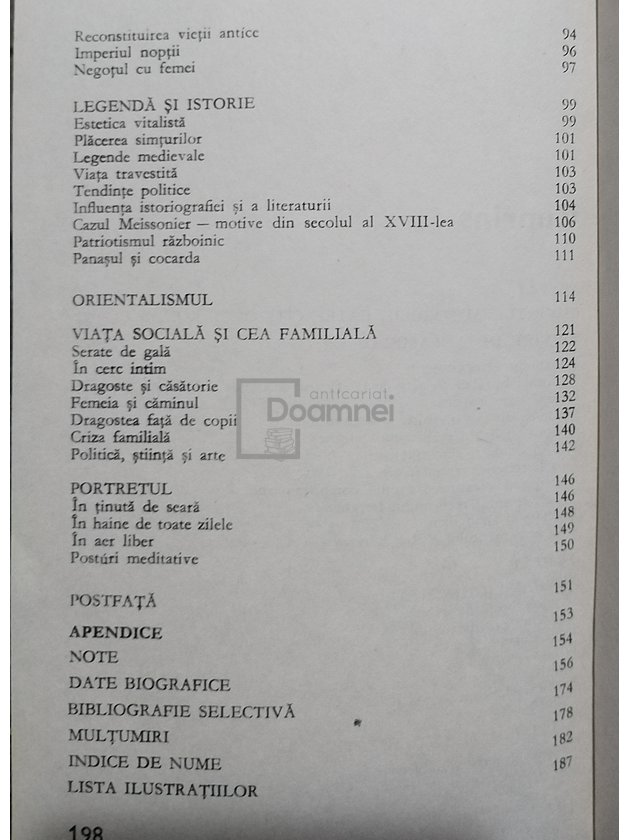 Reconstituirea vieții antice 94
Imperiul nopții 96
Negoțul cu femei 97
LEGENDĂ ȘI ISTORIE 99
Estetica vitalistă 99
Plăcerea simțurilor 101
Legende medievale 101
Viața travestită 103
Tendințe politice 103
Influența istoriografiei și a literaturii 104
Cazul Meissonier — motive din secolul al XVIII-lea 106
Patriotismul războinic 110
Panașul și cocarda 111
ORIENTALISMUL 114
VIAȚA SOCIALĂ ȘI CEA FAMILIALĂ 121
Serate de gală 122
În cerc intim 124
Dragoste și căsătorie 128
Femeia și căminul 132
Dragostea față de copii 137
Criza familială 140
Politică, știință și arte 142
anticariat
Doamnei
PORTRETUL 146
În ținută de seară 146
În haine de toate zilele 148
În aer liber 149
Posturi meditative 150
POSTFAȚĂ 151
APENDICE 153
NOTE 154
DATE BIOGRAFICE 156
BIBLIOGRAFIE SELECTIVĂ 174
MULȚUMIRI 178
INDICE DE NUME 182
LISTA ILUSTRAȚIILOR 187
198